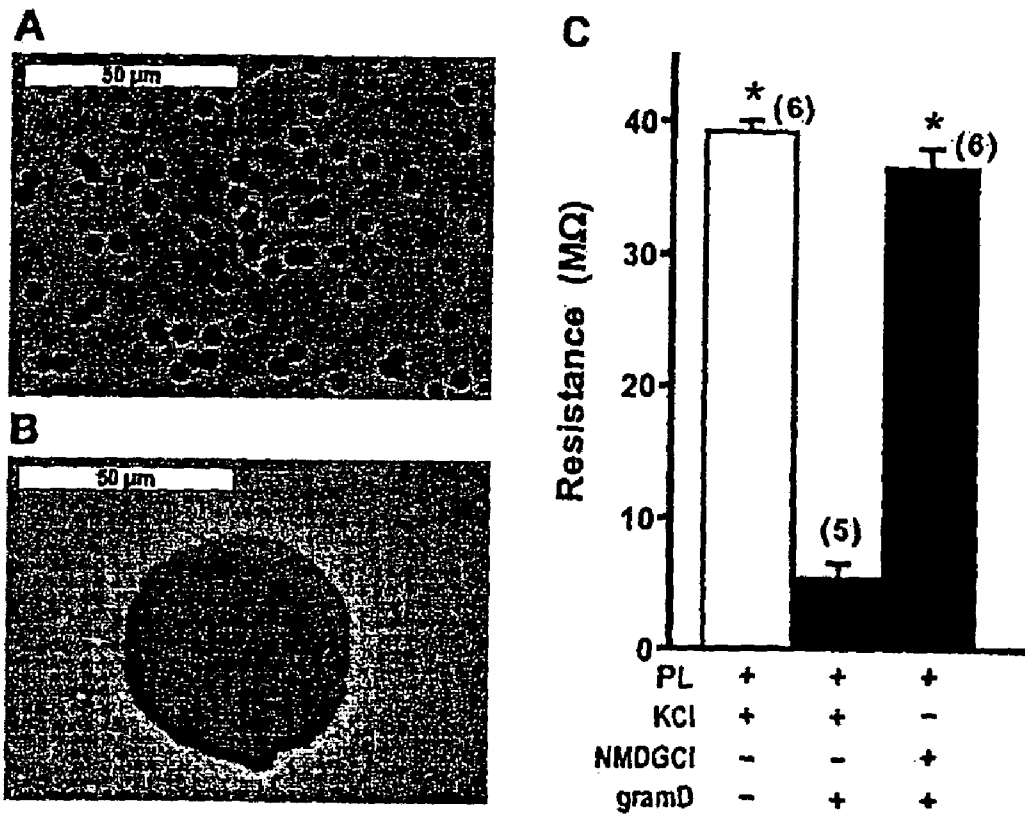 A
50 µm
B
50 µm
C
Resistance (MΩ)
40
30
20
10
0
* (6)
(5)
* (6)
PL + + +
KCl + + -
NMDGCl - - +
gramD - + +